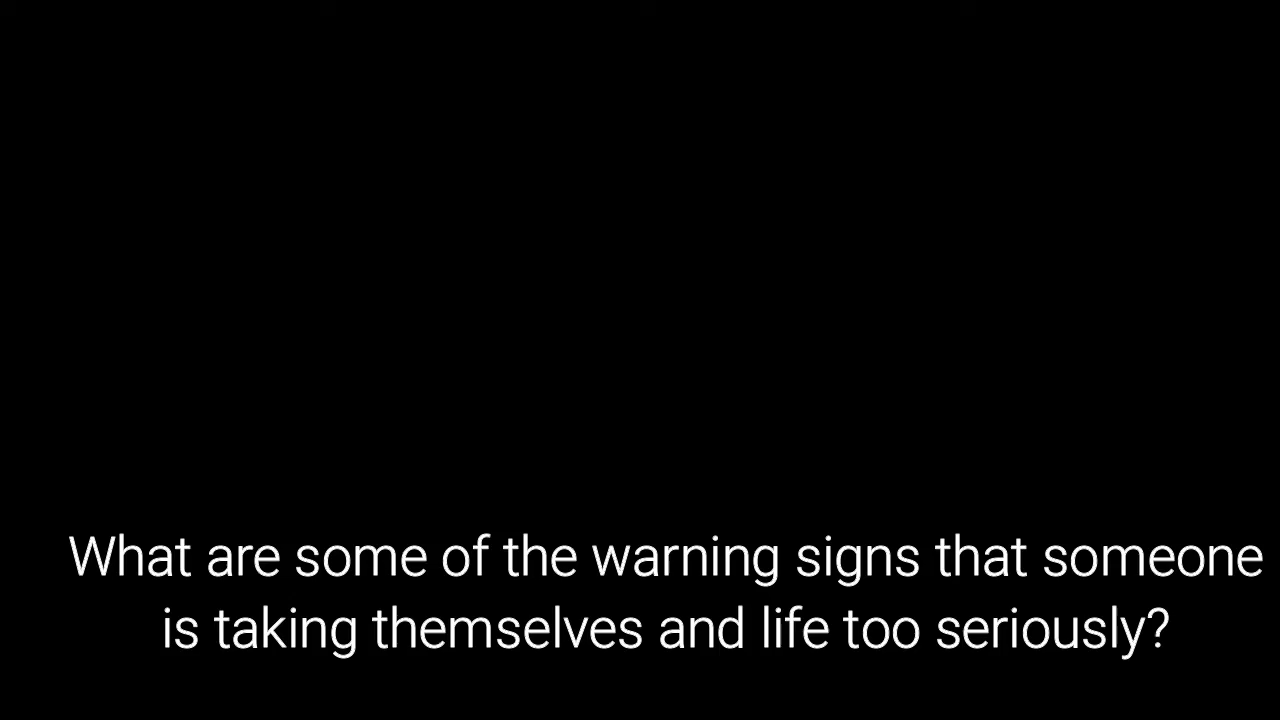 What are some of the warning signs that someone
is taking themselves and life too seriously?